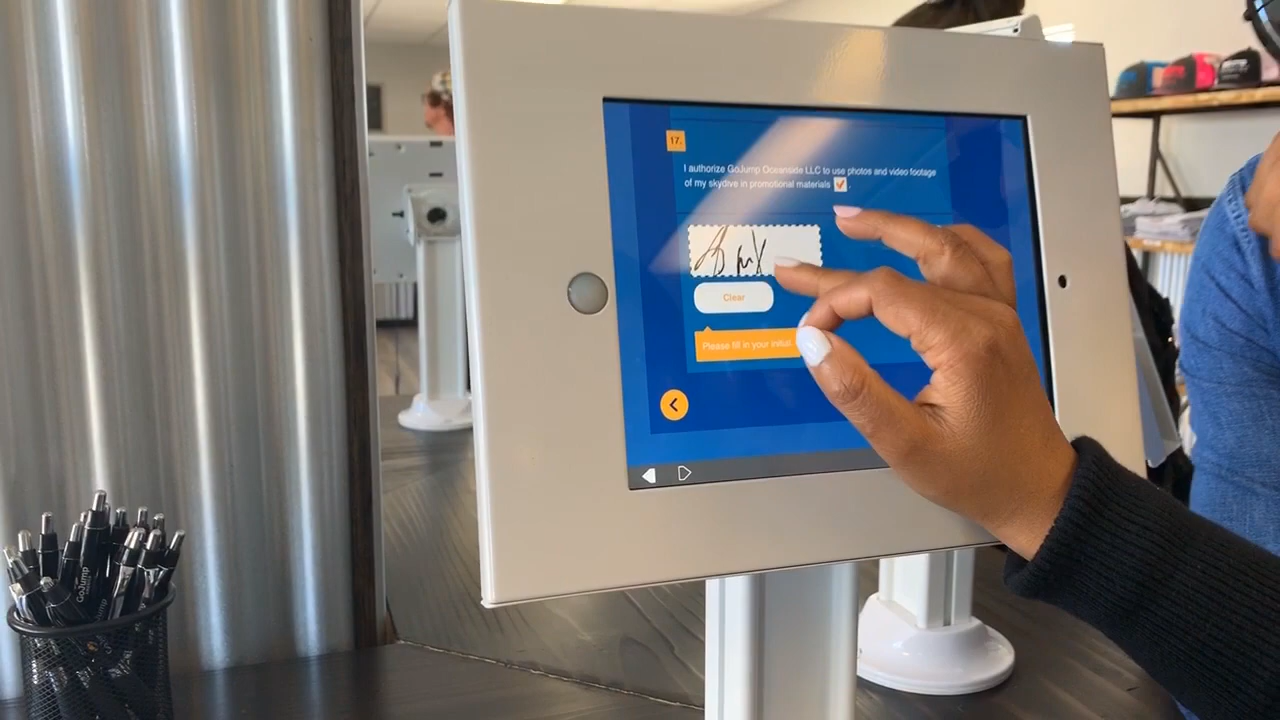 17.
I authorize GoJump Oceanside LLC to use photos and video footage
of my skydive in promotional materials
Clear
Please fill in your initial.
GoJump